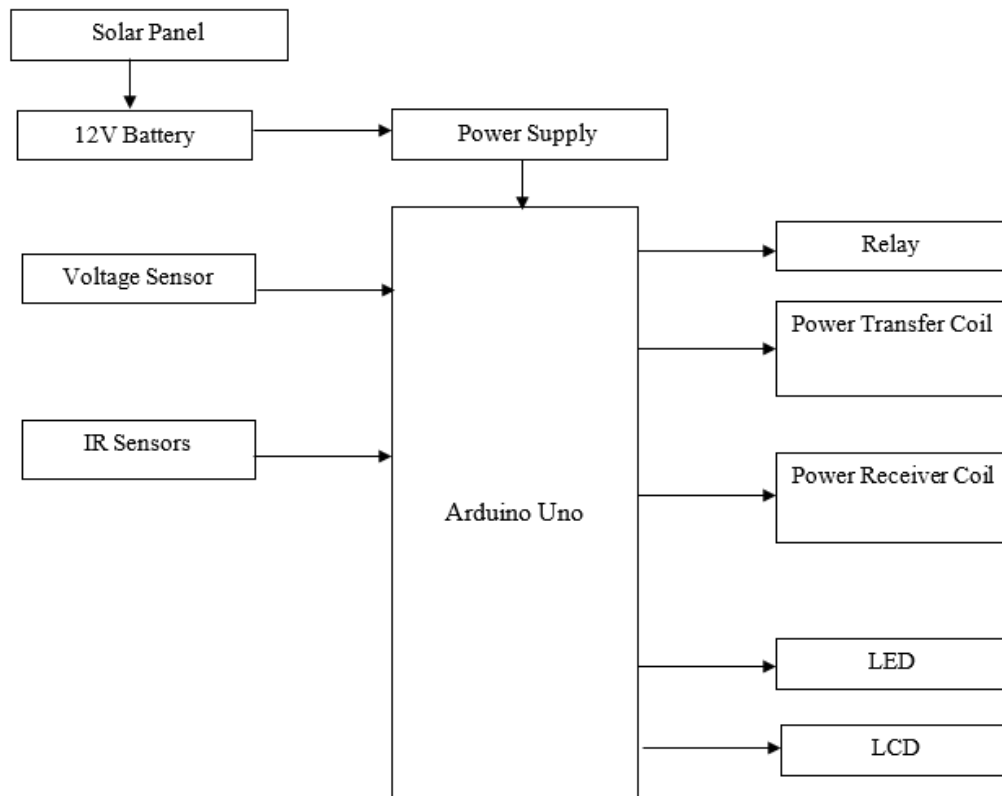 Solar Panel
12V Battery
Power Supply
Voltage Sensor
IR Sensors
Arduino Uno
Relay
Power Transfer Coil
Power Receiver Coil
LED
LCD